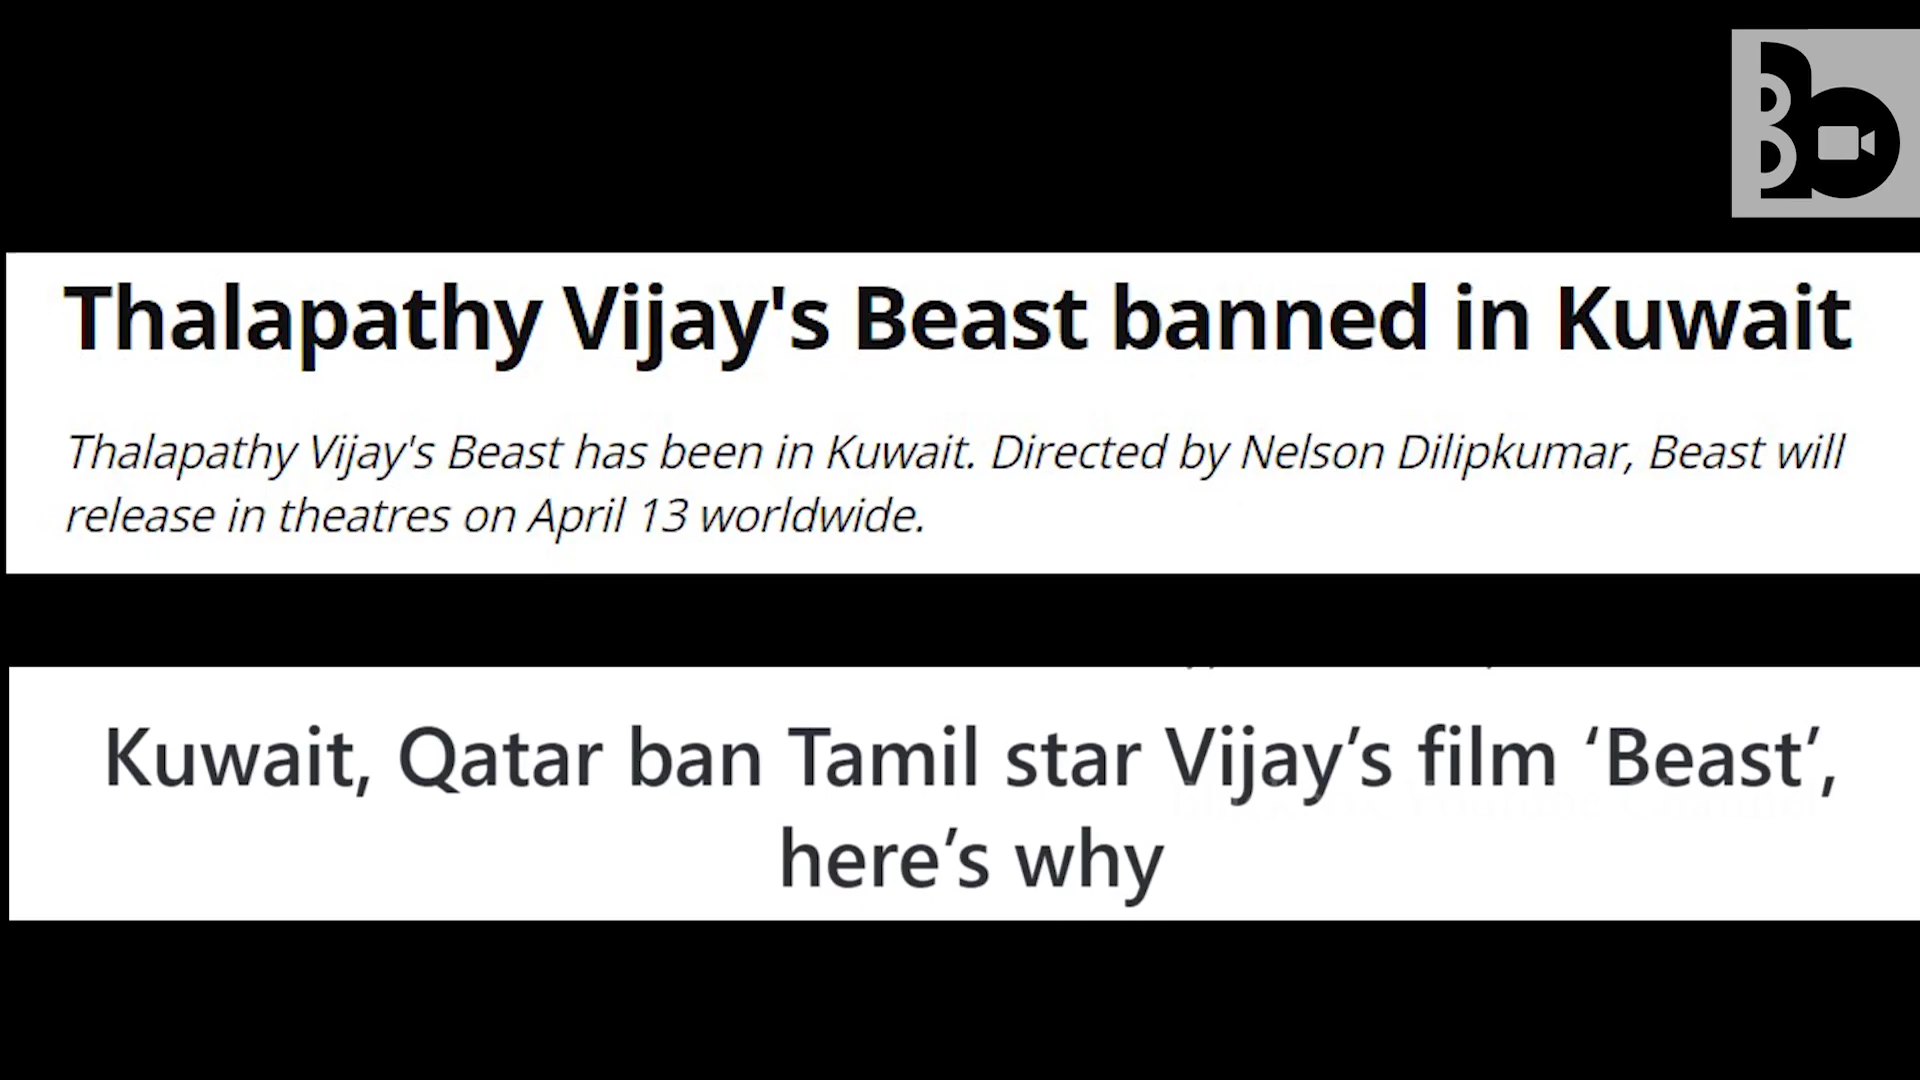 Thalapathy Vijay's Beast banned in Kuwait
Thalapathy Vijay's Beast has been in Kuwait. Directed by Nelson Dilipkumar, Beast will
release in theatres on April 13 worldwide.
Kuwait, Qatar ban Tamil star Vijay’s film ‘Beast’,
here’s why